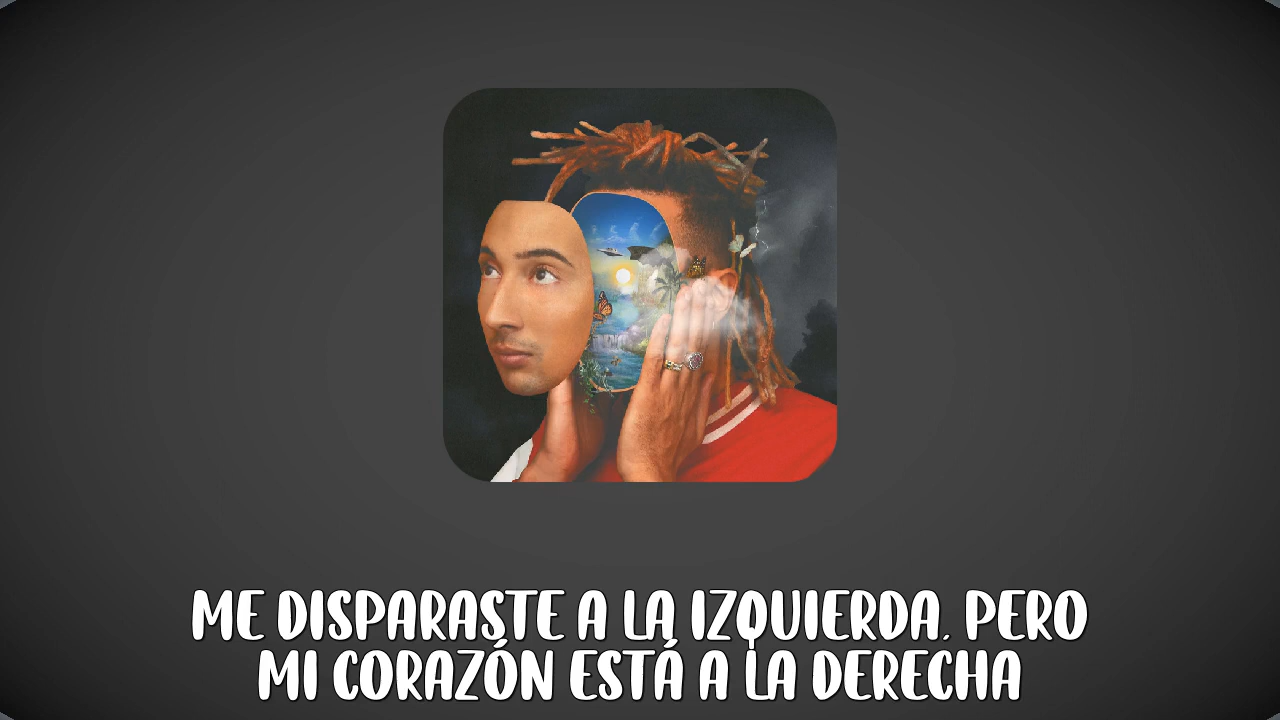 ME DISPARASTE A LA IZQUIERDA, PERO
MI CORAZÓN ESTÁ A LA DERECHA